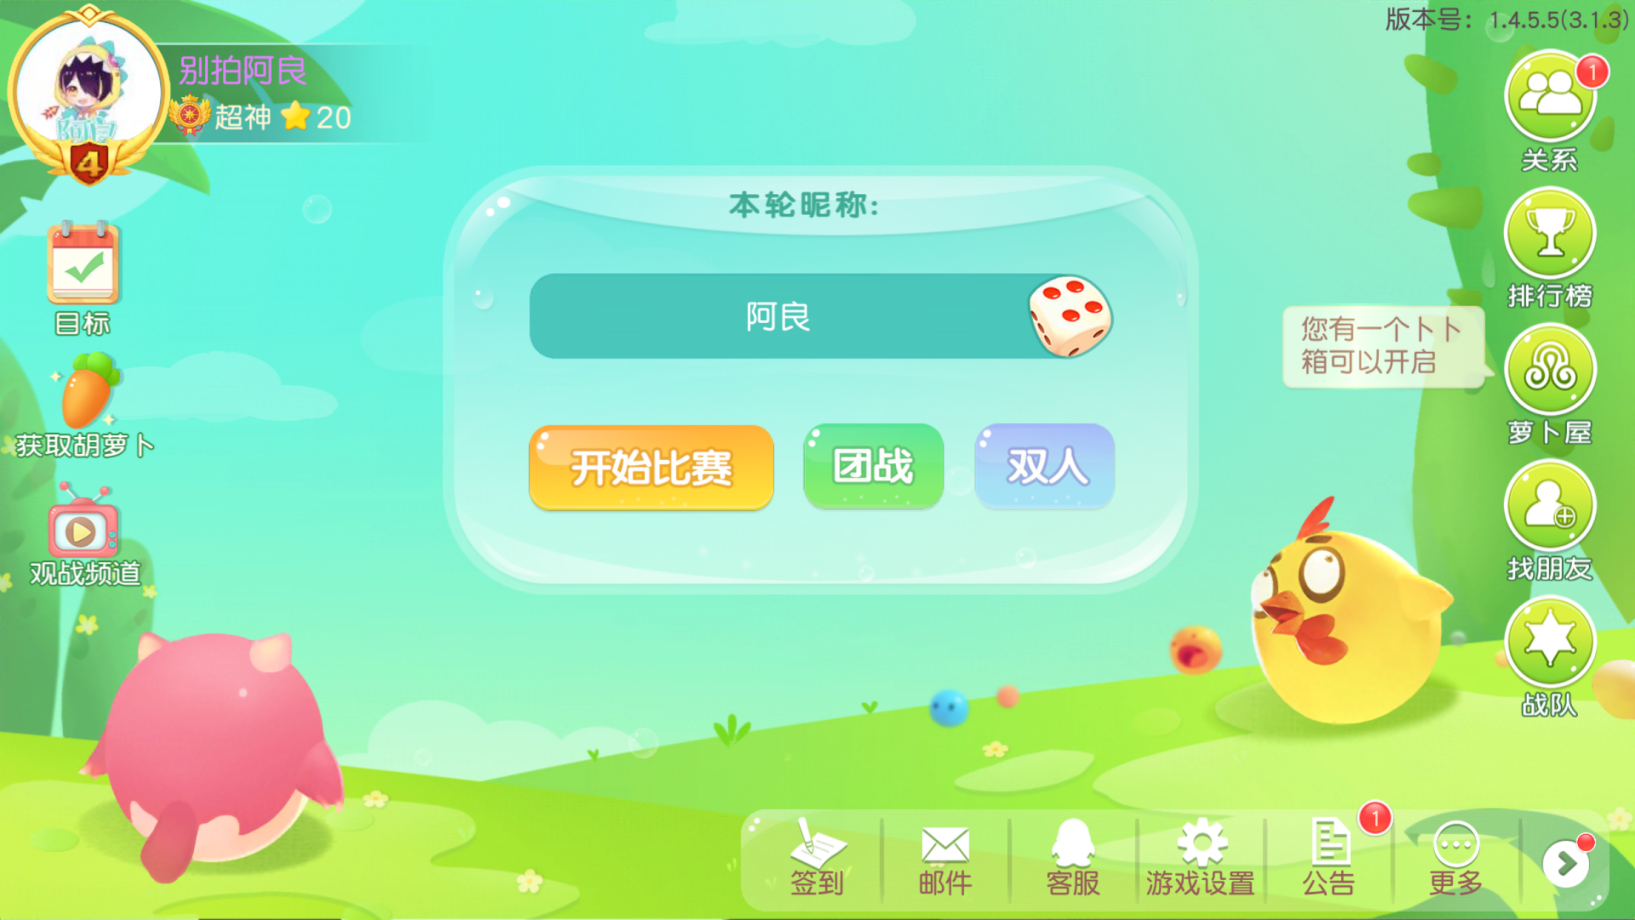 版本号：1.4.5.5(3.1.3)
别拍阿良
超神 20
阿良
4
目标
获取胡萝卜
观战频道
本轮昵称:
阿良
开始比赛
团战
双人
1
关系
排行榜
您有一个卜卜
箱可以开启
萝卜屋
找朋友
战队
签到
邮件
客服
游戏设置
公告
1
更多